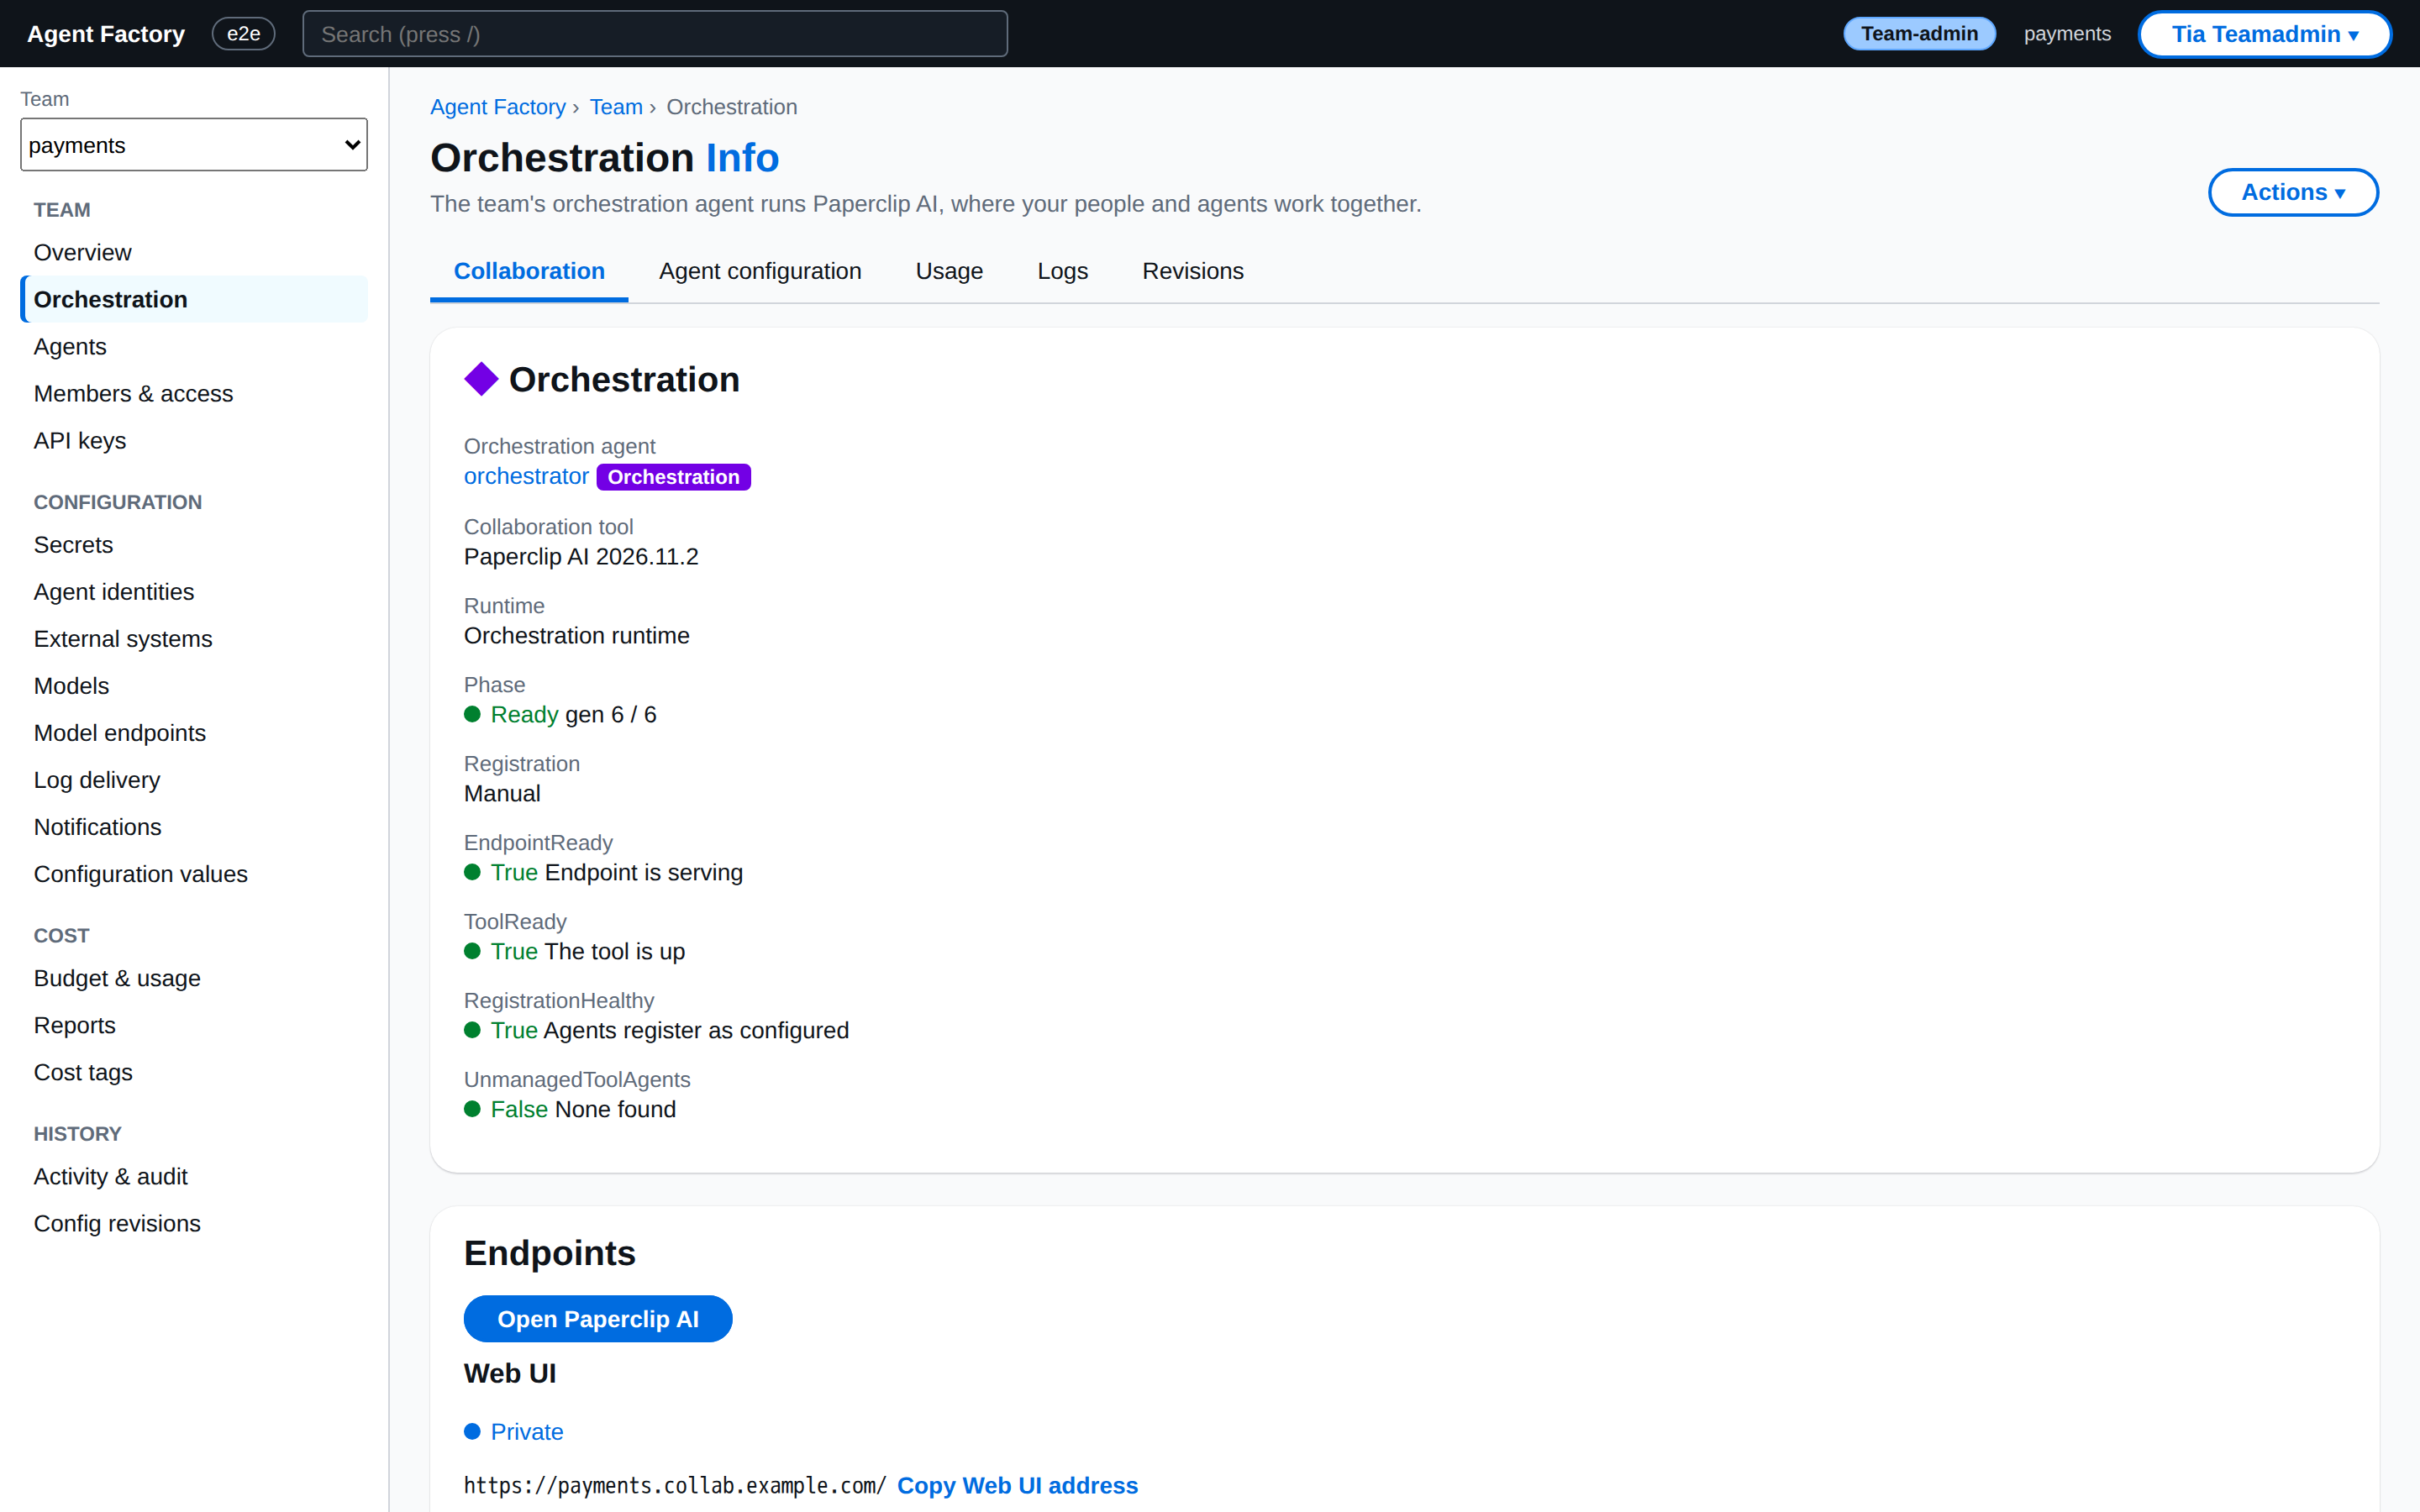 Agent Factory e2e Search (press /) Team-admin payments Tia Teamadmin ▾
Team
payments
TEAM
Overview
Orchestration
Agents
Members & access
API keys
CONFIGURATION
Secrets
Agent identities
External systems
Models
Model endpoints
Log delivery
Notifications
Configuration values
COST
Budget & usage
Reports
Cost tags
HISTORY
Activity & audit
Config revisions
Agent Factory › Team › Orchestration
Orchestration Info
The team's orchestration agent runs Paperclip AI, where your people and agents work together.
Actions ▾
Collaboration Agent configuration Usage Logs Revisions
Orchestration
Orchestration agent
orchestrator Orchestration
Collaboration tool
Paperclip AI 2026.11.2
Runtime
Orchestration runtime
Phase
Ready gen 6 / 6
Registration
Manual
EndpointReady
True Endpoint is serving
ToolReady
True The tool is up
RegistrationHealthy
True Agents register as configured
UnmanagedToolAgents
False None found
Endpoints
Open Paperclip AI
Web UI
Private
https://payments.collab.example.com/ Copy Web UI address